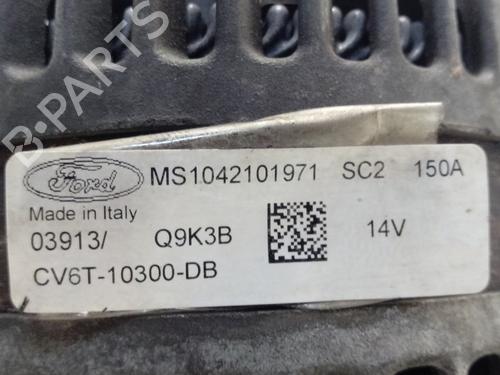 B-PARTS
Ford MS1042101971 SC2 150A
Made in Italy
03913/ Q9K3B 14V
CV6T-10300-DB